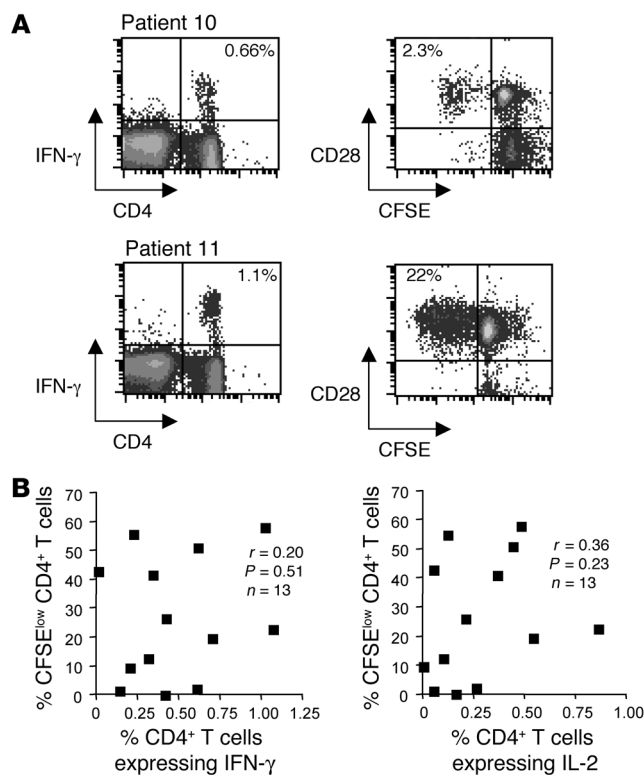 A
Patient 10
0.66%
IFN-γ
CD4
2.3%
CD28
CFSE
Patient 11
1.1%
IFN-γ
CD4
22%
CD28
CFSE
B
% CFSElow CD4+ T cells
70
60
50
40
30
20
10
0
r = 0.20
P = 0.51
n = 13
0 0.25 0.50 0.75 1.00 1.25
% CD4+ T cells
expressing IFN-γ
% CFSElow CD4+ T cells
70
60
50
40
30
20
10
0
r = 0.36
P = 0.23
n = 13
0 0.25 0.50 0.75 1.00
% CD4+ T cells
expressing IL-2